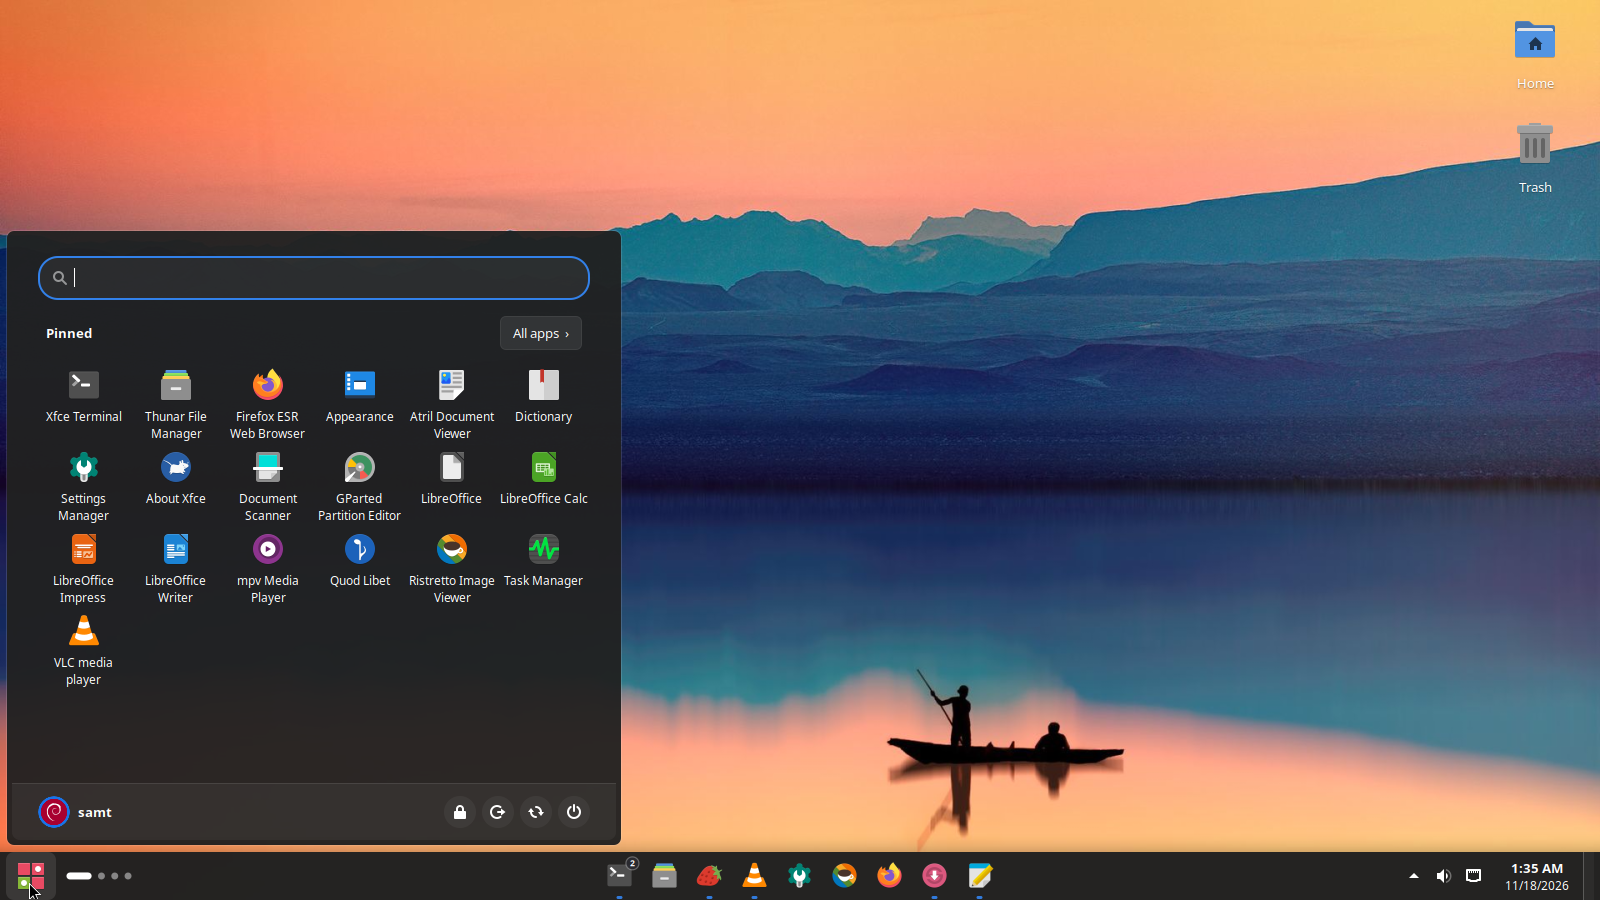 Home
Trash
Pinned
All apps ›
Xfce Terminal
Thunar File
Manager
Firefox ESR
Web Browser
Appearance
Atril Document
Viewer
Dictionary
Settings
Manager
About Xfce
Document
Scanner
GParted
Partition Editor
LibreOffice
LibreOffice Calc
LibreOffice
Impress
LibreOffice
Writer
mpv Media
Player
Quod Libet
Ristretto Image
Viewer
Task Manager
VLC media
player
samt
2
1:35 AM
11/18/2026